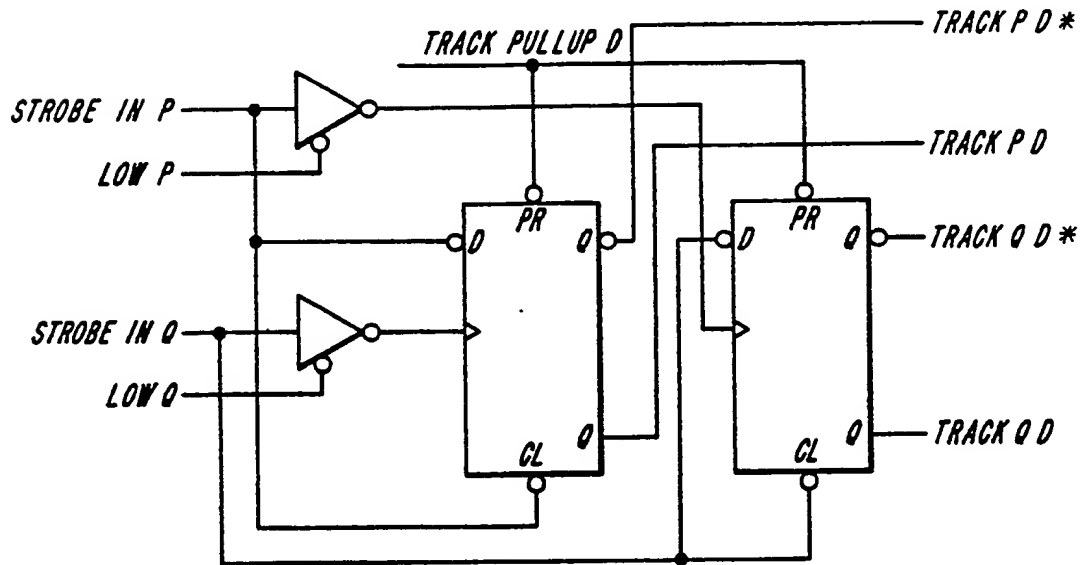 TRACK P D*
TRACK PULLUP D
STROBE IN P
TRACK P D
LOW P
PR
PR
D
Q
D
Q
TRACK Q D*
STROBE IN Q
LOW Q
Q
Q
TRACK Q D
CL
CL